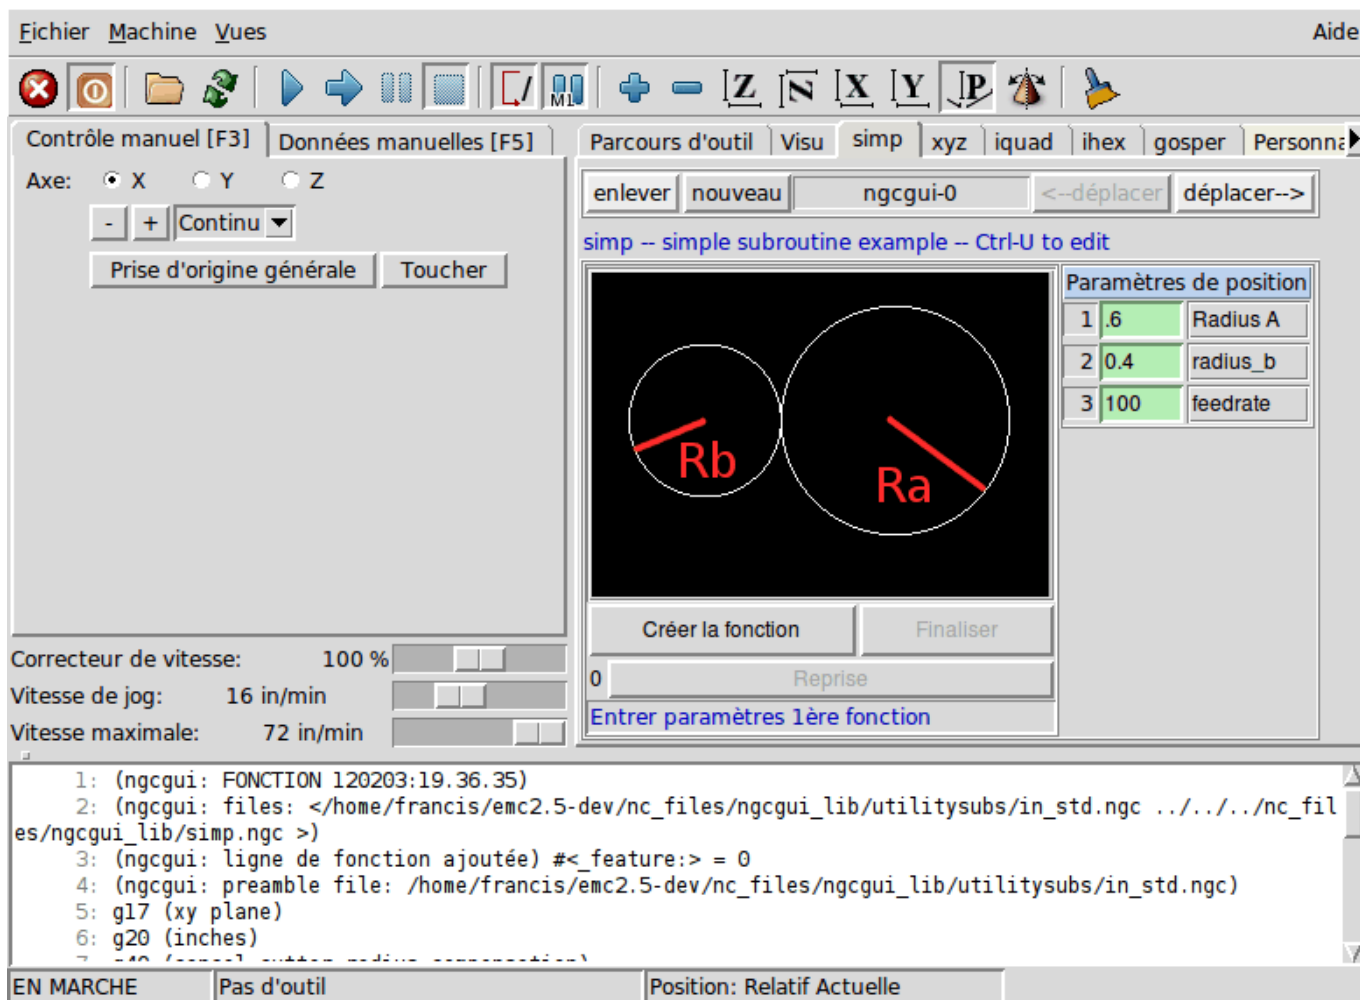 Fichier Machine Vues Aide
M1 Z N X Y P
Contrôle manuel [F3] Données manuelles [F5]
Parcours d'outil Visu simp xyz iquad ihex gosper Personna
Axe: X Y Z
- + Continu
Prise d'origine générale Toucher
enlever nouveau ngcgui-0 <--déplacer déplacer-->
simp -- simple subroutine example -- Ctrl-U to edit
Rb
Ra
Paramètres de position
1 .6 Radius A
2 0.4 radius_b
3 100 feedrate
Créer la fonction Finaliser
0 Reprise
Entrer paramètres 1ère fonction
Correcteur de vitesse: 100 %
Vitesse de jog: 16 in/min
Vitesse maximale: 72 in/min
1: (ngcgui: FONCTION 120203:19.36.35)
2: (ngcgui: files: </home/francis/emc2.5-dev/nc_files/ngcgui_lib/utilitysubs/in_std.ngc ../../../nc_fil
es/ngcgui_lib/simp.ngc >)
3: (ngcgui: ligne de fonction ajoutée) #<_feature:> = 0
4: (ngcgui: preamble file: /home/francis/emc2.5-dev/nc_files/ngcgui_lib/utilitysubs/in_std.ngc)
5: g17 (xy plane)
6: g20 (inches)
7: g40 (cancel cutter radius compensation)
EN MARCHE Pas d'outil Position: Relatif Actuelle